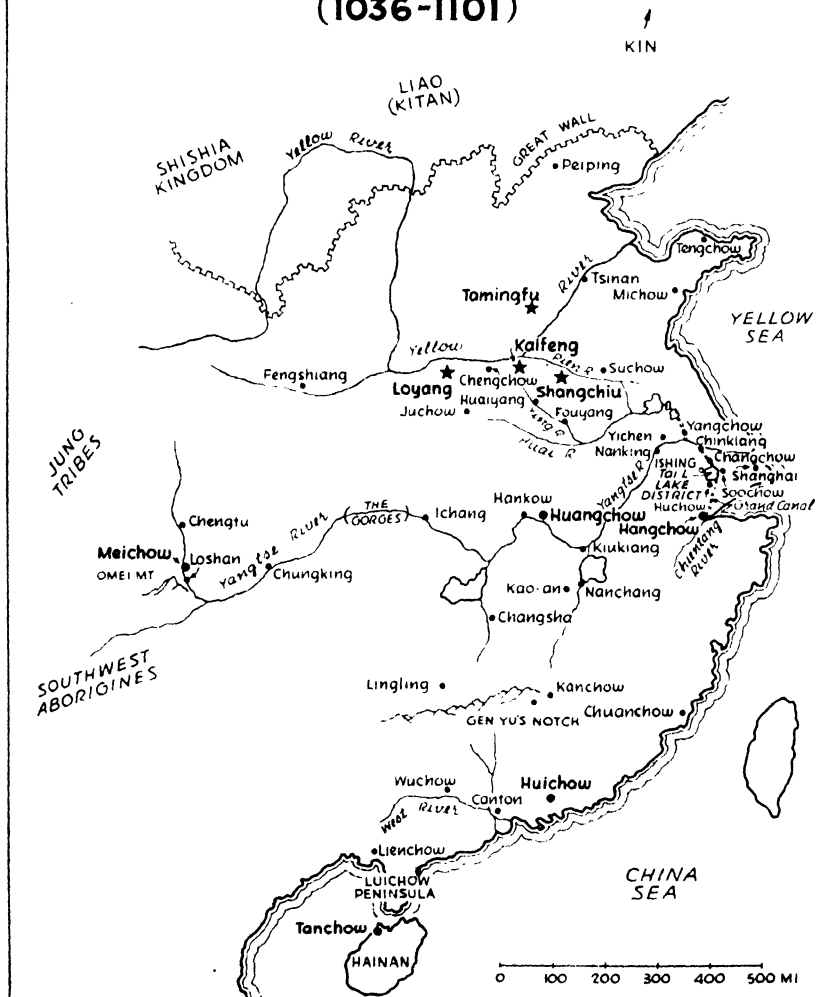 (1036-1101)
KIN
LIAO
(KITAN)
SHISHIA
KINGDOM
Yellow River
GREAT WALL
Peiping
Tengchow
River
Tsinan
Michow
Tamingfu
YELLOW
SEA
Yellow
Kaifeng
Pien R
Suchow
Fengshiang
Loyang
Chengchow
Shangchiu
Huaiyang
Juchow
Fouyang
Huai R
JUNG
TRIBES
Yichen
Yangchow
Chinkiang
Nanking
Changchow
ISHING
TAI L
LAKE
DISTRICT
Shanghai
Soochow
Huchow
Grand Canal
Yangtse R
Hankow
THE
GORGES
Ichang
Huangchow
Hangchow
Chengtu
Meichow
Loshan
Yangtse River
OMEI MT
Chungking
Kiukiang
Chientang
River
Kao-an
Nanchang
Changsha
SOUTHWEST
ABORIGINES
Lingling
Kanchow
GEN YU'S NOTCH
Chuanchow
Wuchow
Huichow
West River
Canton
Lienchow
LUICHOW
PENINSULA
CHINA
SEA
Tanchow
HAINAN
0 100 200 300 400 500 MI